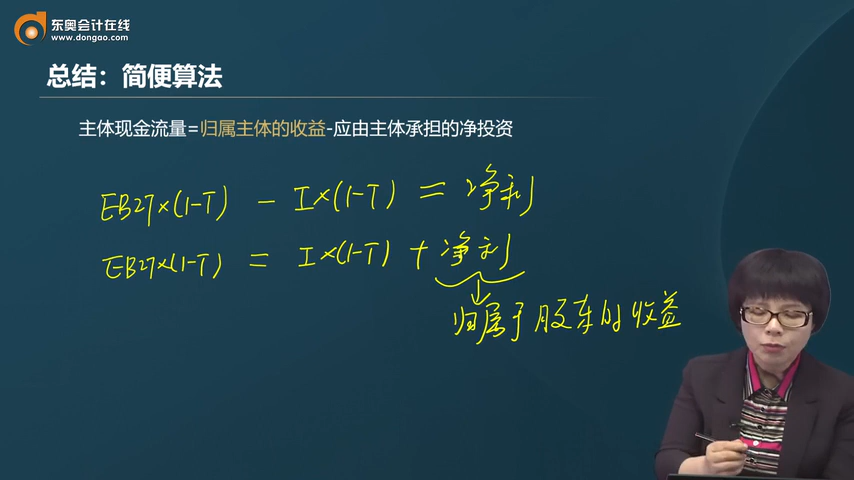 东奥会计在线
www.dongao.com
总结：简便算法
主体现金流量=归属主体的收益-应由主体承担的净投资
EBIT×(1-T) - I×(1-T) = 净利
EBIT×(1-T) = I×(1-T) + 净利
归属于股东的收益